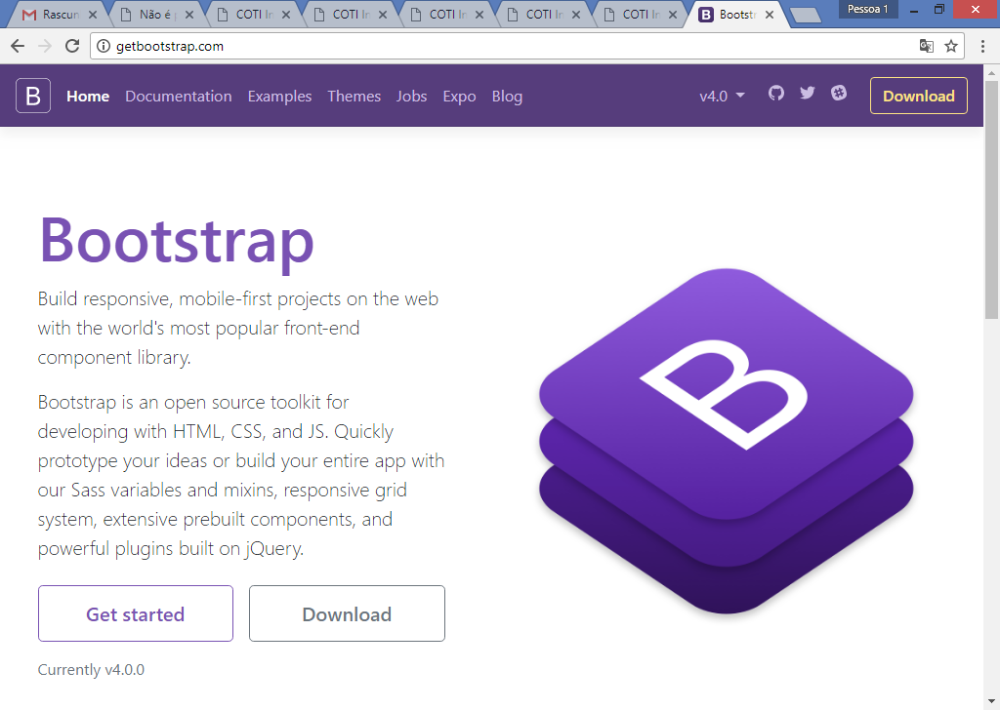 Rascun
Não é
COTI In
COTI In
COTI In
COTI In
COTI In
Bootst
Pessoa 1
getbootstrap.com
B Home Documentation Examples Themes Jobs Expo Blog v4.0 Download
Bootstrap
Build responsive, mobile-first projects on the web
with the world's most popular front-end
component library.
Bootstrap is an open source toolkit for
developing with HTML, CSS, and JS. Quickly
prototype your ideas or build your entire app with
our Sass variables and mixins, responsive grid
system, extensive prebuilt components, and
powerful plugins built on jQuery.
B
Get started Download
Currently v4.0.0